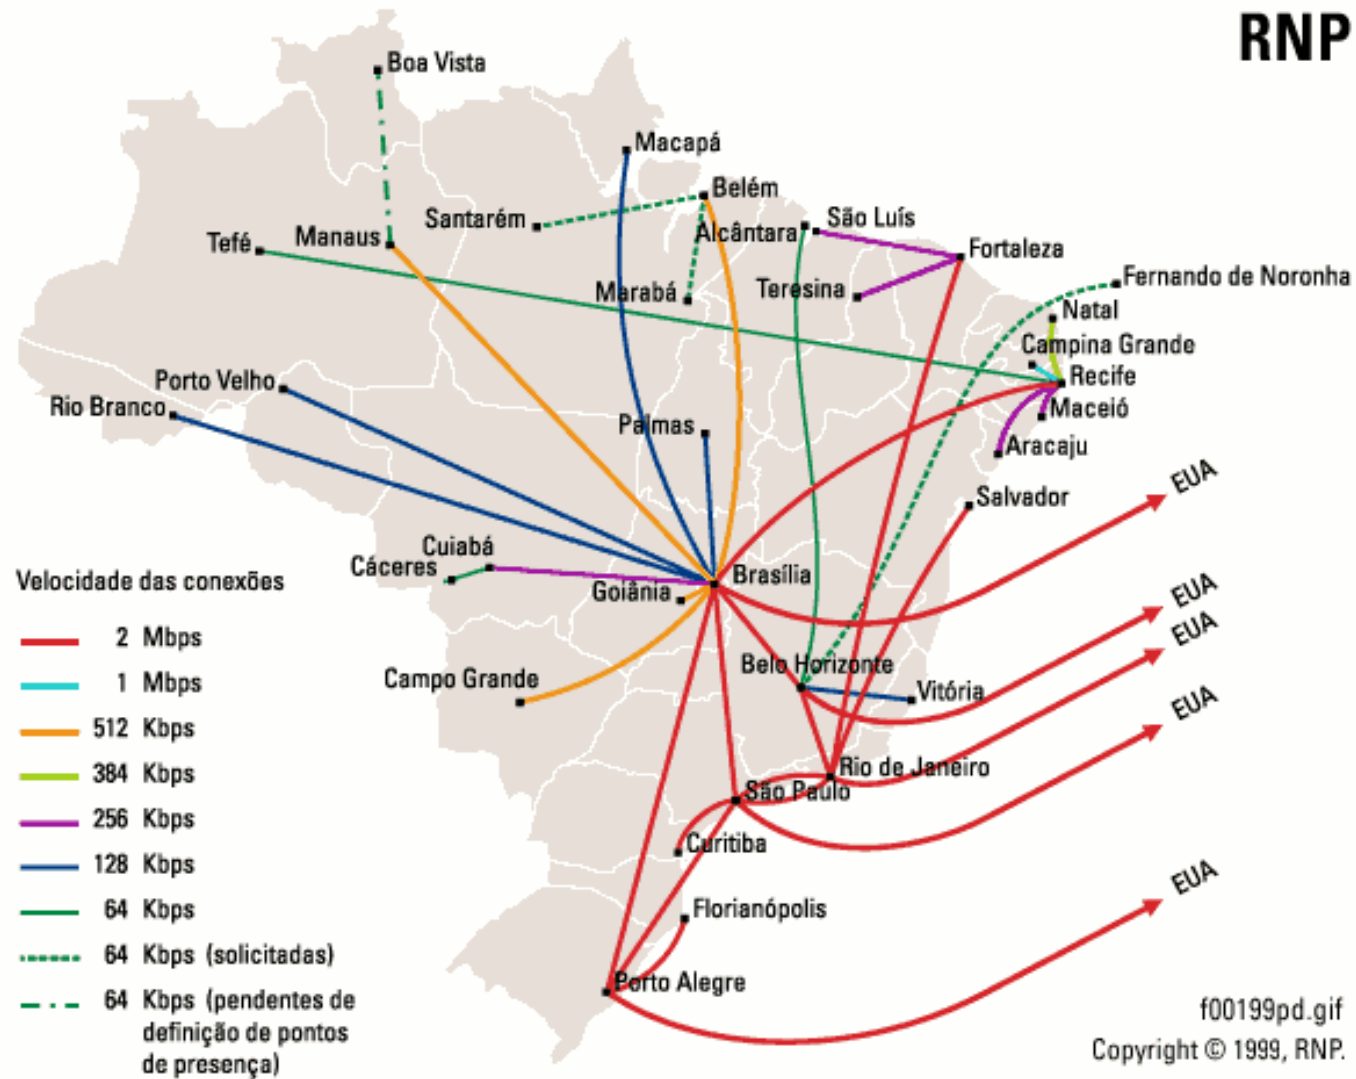 RNP
Boa Vista
Macapá
Belém
Santarém
São Luís
Alcântara
Tefé
Manaus
Fortaleza
Fernando de Noronha
Marabá
Teresina
Natal
Campina Grande
Recife
Porto Velho
Rio Branco
Maceió
Palmas
Aracaju
EUA
Salvador
Cuiabá
Cáceres
Brasília
Goiânia
EUA
EUA
Belo Horizonte
Campo Grande
Vitória
EUA
Rio de Janeiro
São Paulo
Curitiba
EUA
Florianópolis
Porto Alegre
Velocidade das conexões
2 Mbps
1 Mbps
512 Kbps
384 Kbps
256 Kbps
128 Kbps
64 Kbps
64 Kbps (solicitadas)
64 Kbps (pendentes de
definição de pontos
de presença)
f00199pd.gif
Copyright © 1999, RNP.